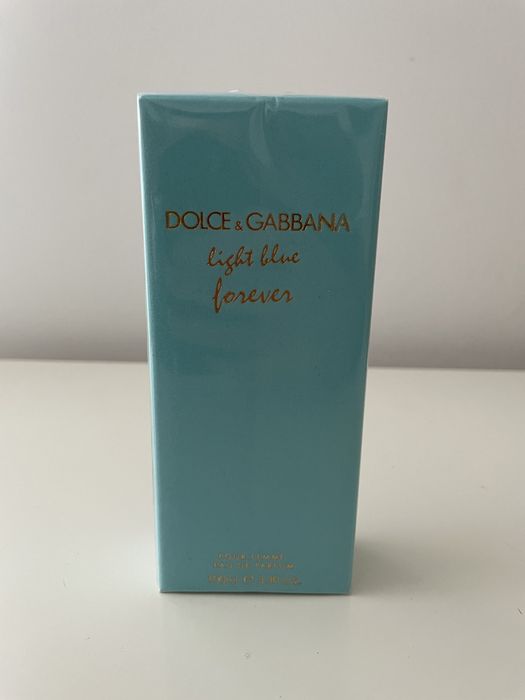 DOLCE & GABBANA
light blue
forever
POUR FEMME
EAU DE PARFUM